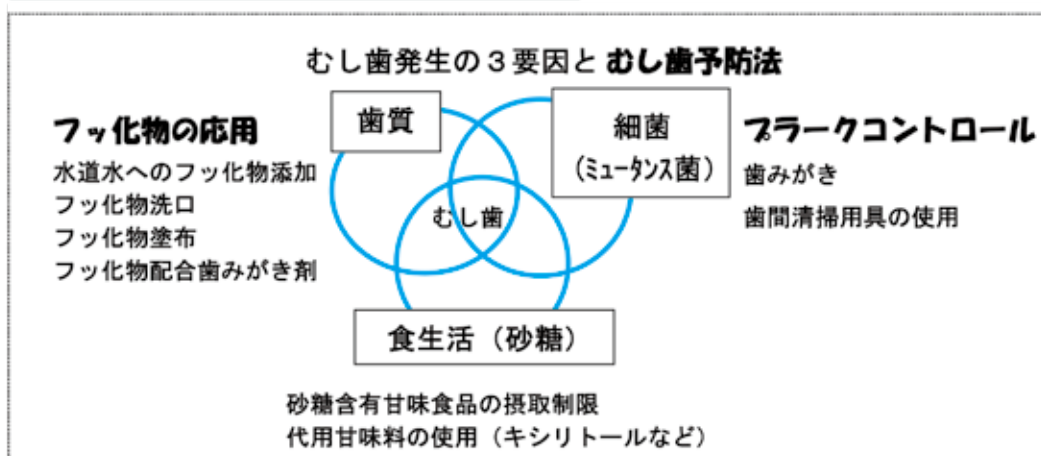 むし歯発生の３要因と むし歯予防法
歯質
細菌
（ミュータンス菌）
むし歯
食生活（砂糖）
フッ化物の応用
水道水へのフッ化物添加
フッ化物洗口
フッ化物塗布
フッ化物配合歯みがき剤
プラークコントロール
歯みがき
歯間清掃用具の使用
砂糖含有甘味食品の摂取制限
代用甘味料の使用（キシリトールなど）